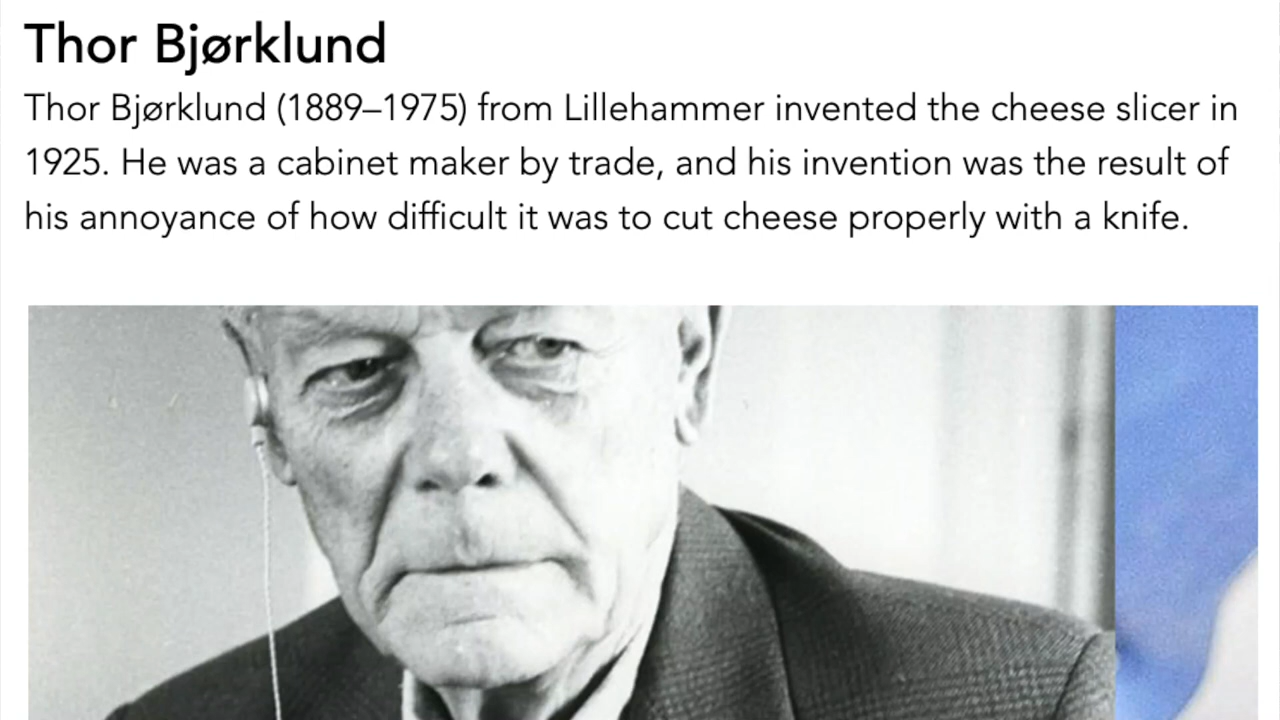 Thor Bjørklund
Thor Bjørklund (1889–1975) from Lillehammer invented the cheese slicer in
1925. He was a cabinet maker by trade, and his invention was the result of
his annoyance of how difficult it was to cut cheese properly with a knife.